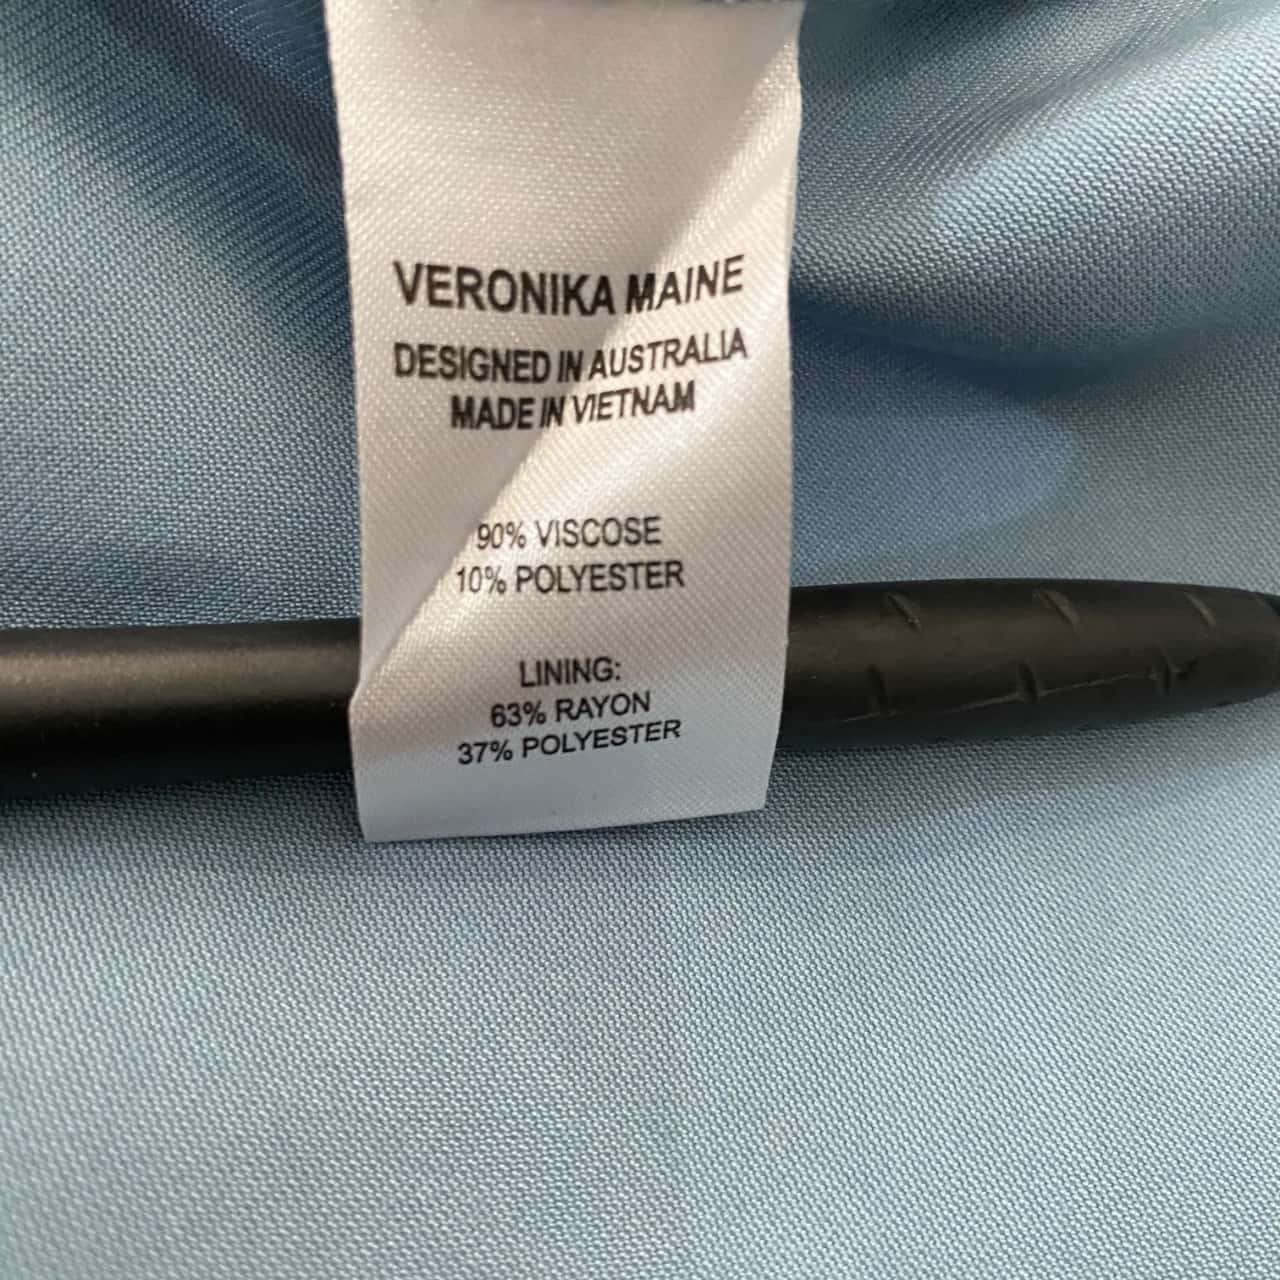 VERONIKA MAINE
DESIGNED IN AUSTRALIA
MADE IN VIETNAM
90% VISCOSE
10% POLYESTER
LINING:
63% RAYON
37% POLYESTER